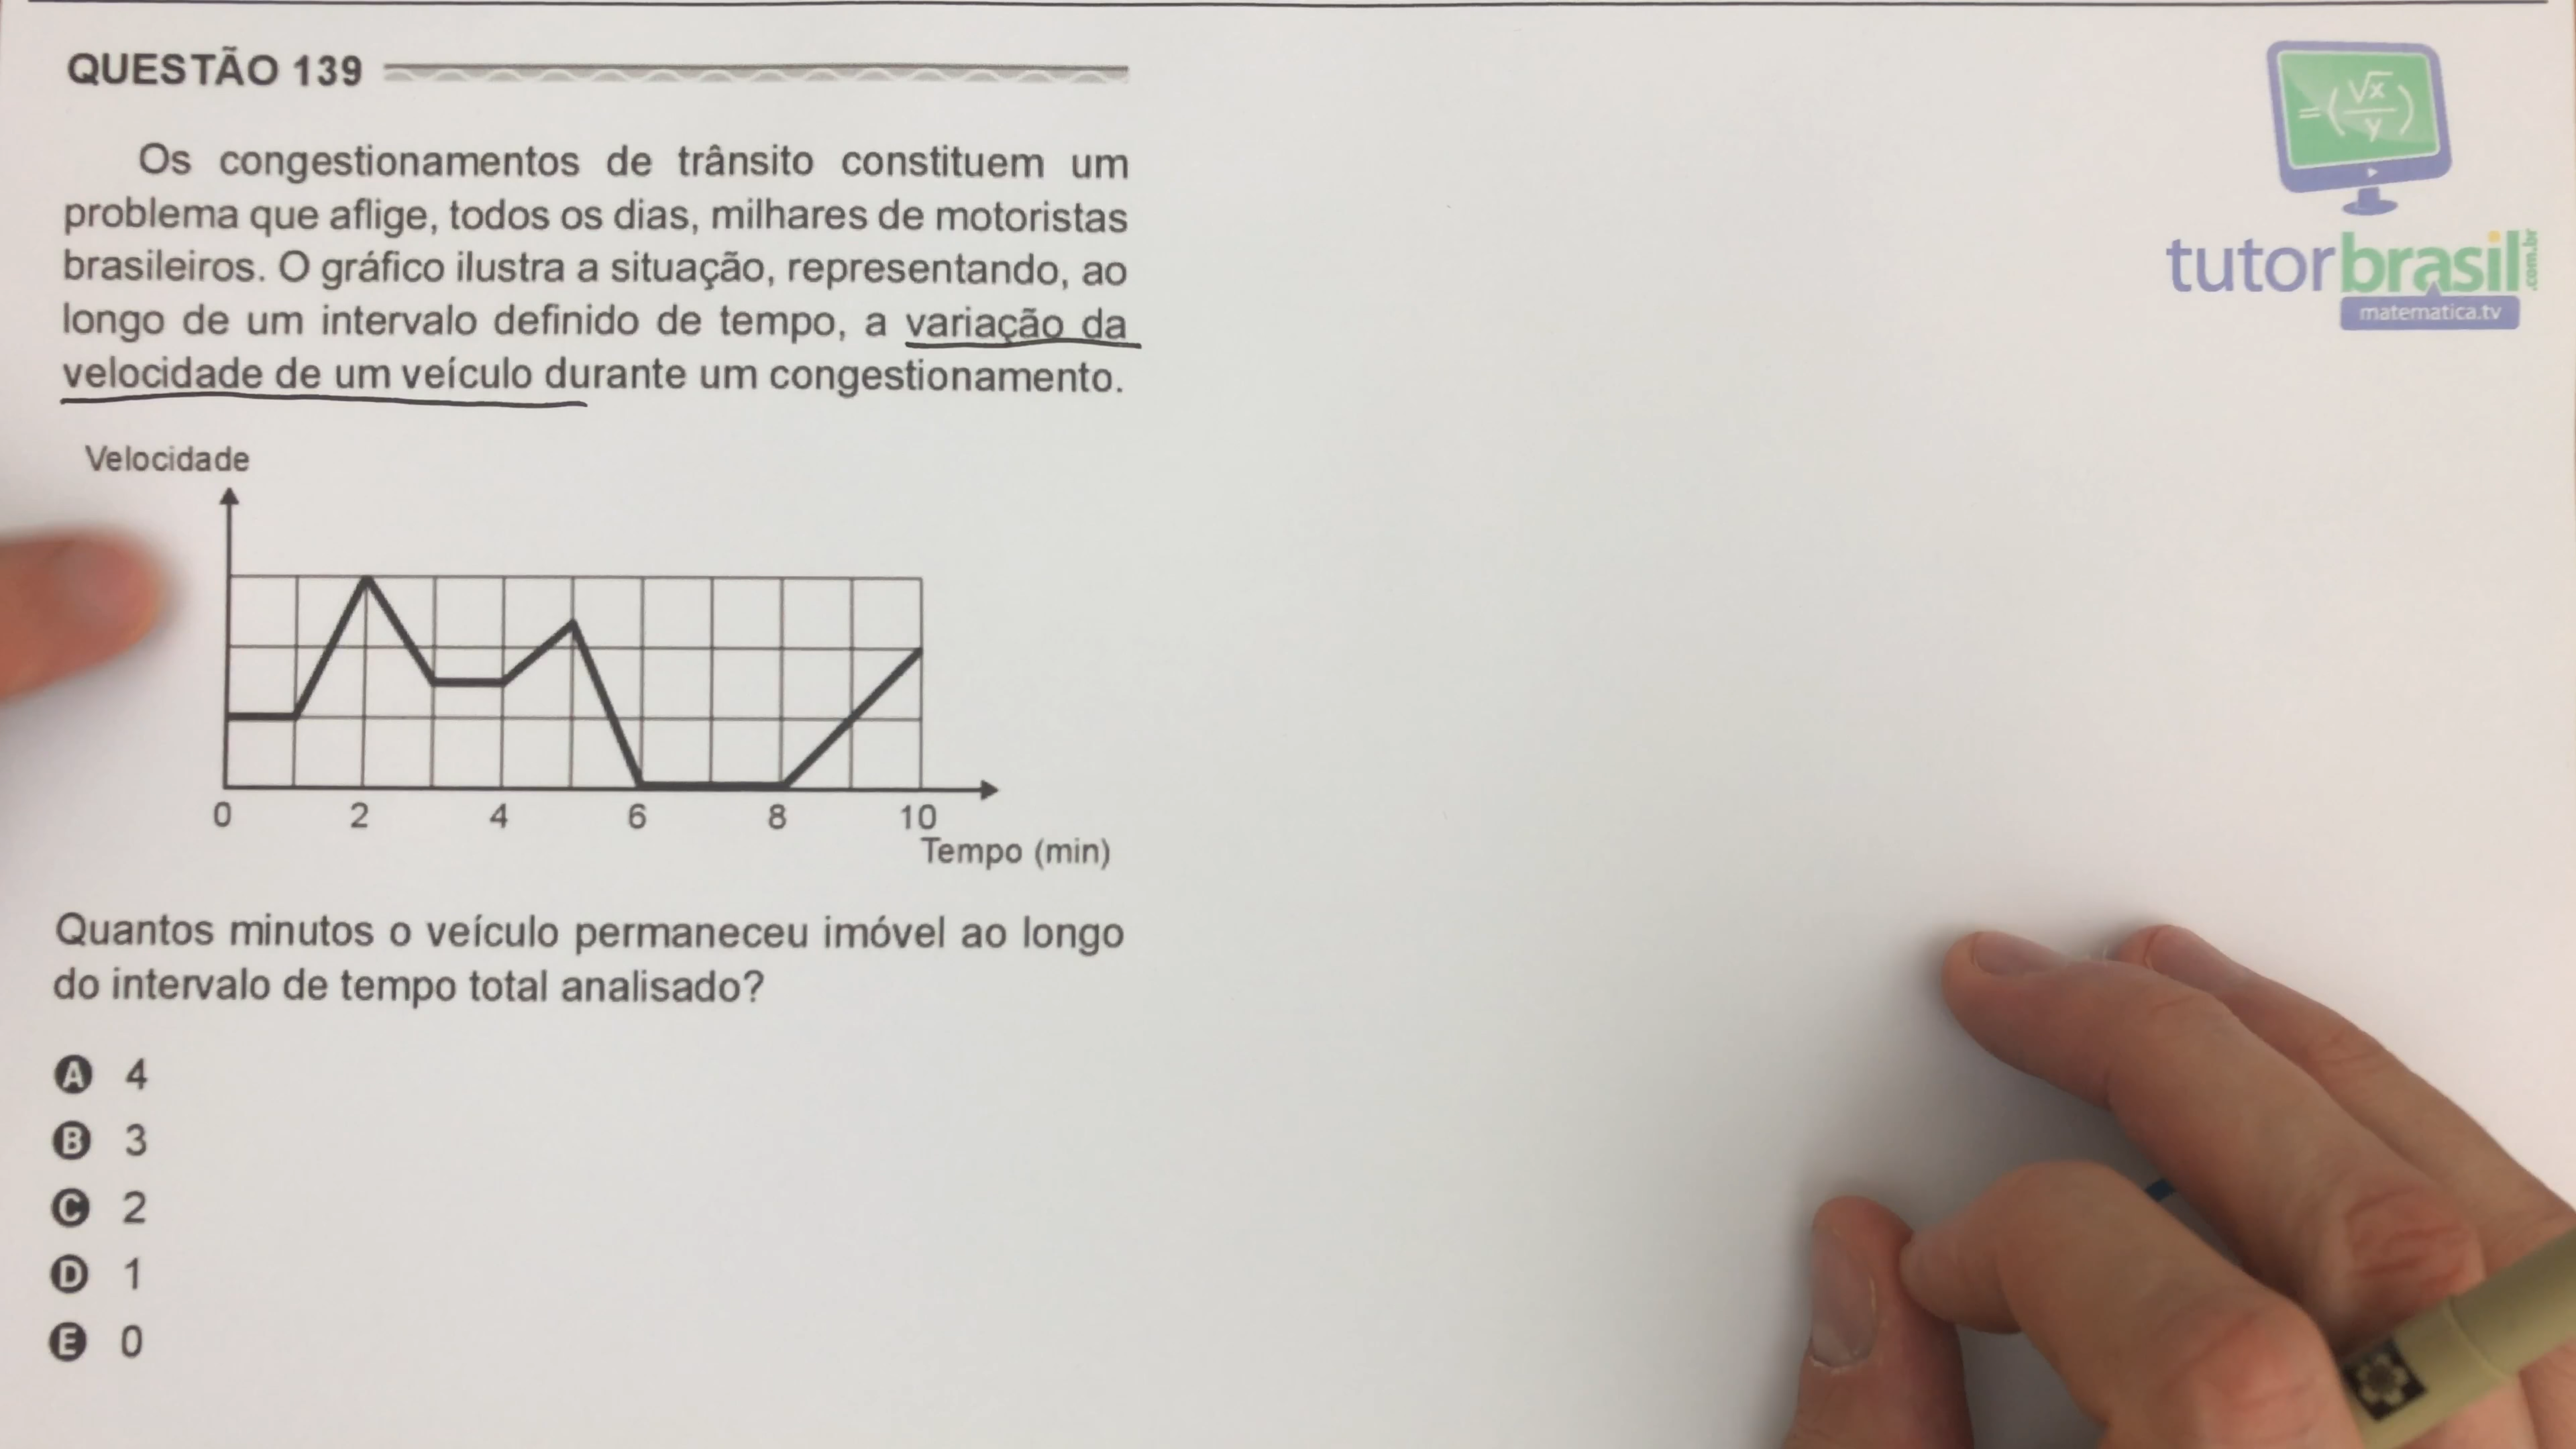 QUESTÃO 139
Os congestionamentos de trânsito constituem um
problema que aflige, todos os dias, milhares de motoristas
brasileiros. O gráfico ilustra a situação, representando, ao
longo de um intervalo definido de tempo, a variação da
velocidade de um veículo durante um congestionamento.
Velocidade
0 2 4 6 8 10
Tempo (min)
Quantos minutos o veículo permaneceu imóvel ao longo
do intervalo de tempo total analisado?
A 4
B 3
C 2
D 1
E 0
=(√x/y)
tutorbrasil.com.br
matematica.tv